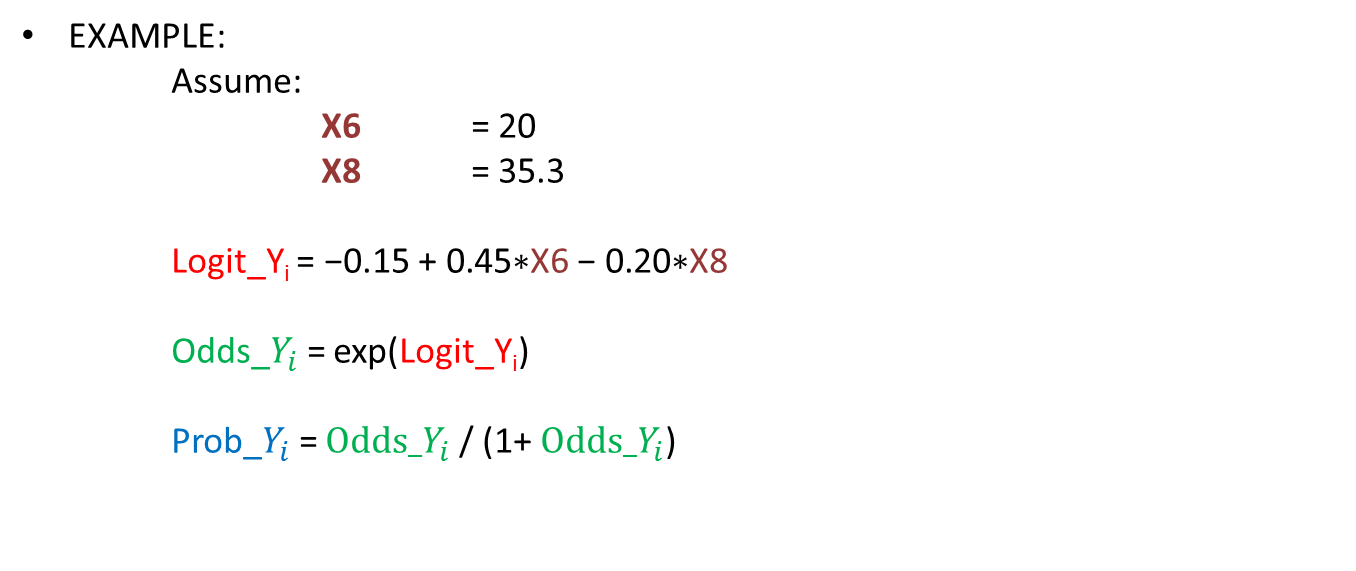 • EXAMPLE:
Assume:
X6 = 20
X8 = 35.3
Logit_Yᵢ = −0.15 + 0.45*X6 − 0.20*X8
Odds_𝑌ᵢ = exp(Logit_Yᵢ)
Prob_𝑌ᵢ = Odds_𝑌ᵢ / (1+ Odds_𝑌ᵢ)